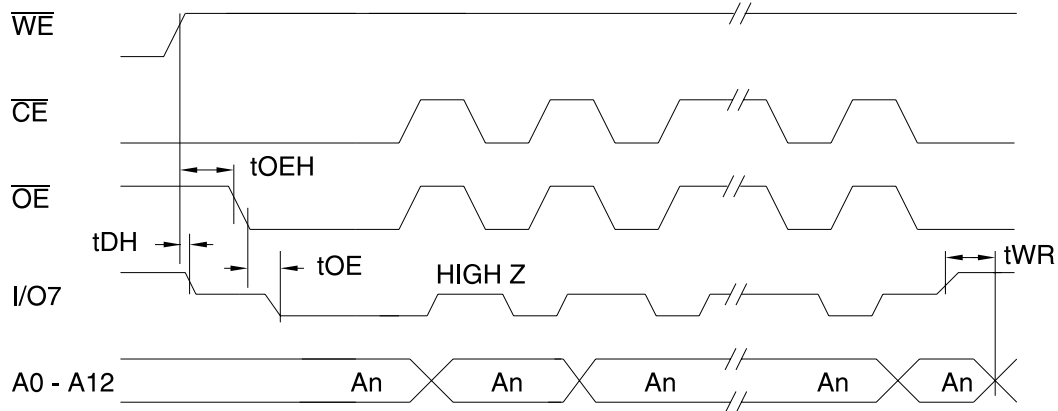 WE
CE
tOEH
OE
tDH
tOE
HIGH Z
tWR
I/O7
A0 - A12
An An An An An